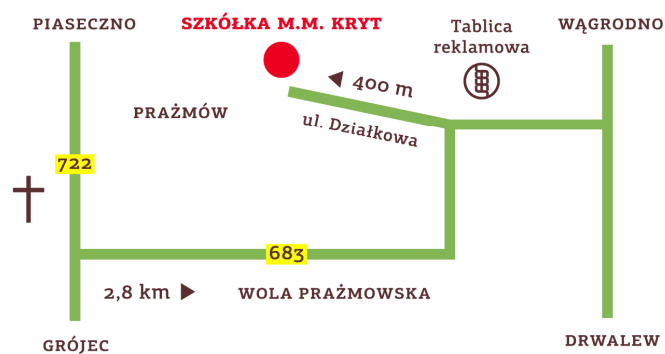 PIASECZNO
SZKÓŁKA M.M. KRYT
Tablica
reklamowa
WĄGRODNO
400 m
PRAŻMÓW
ul. Działkowa
722
683
2,8 km
WOLA PRAŻMOWSKA
GRÓJEC
DRWALEW